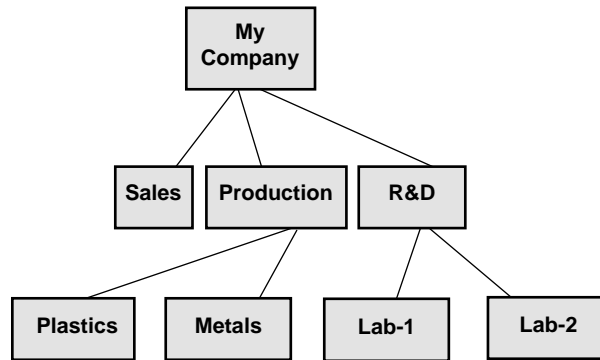 My
Company
Sales
Production
R&D
Plastics
Metals
Lab-1
Lab-2